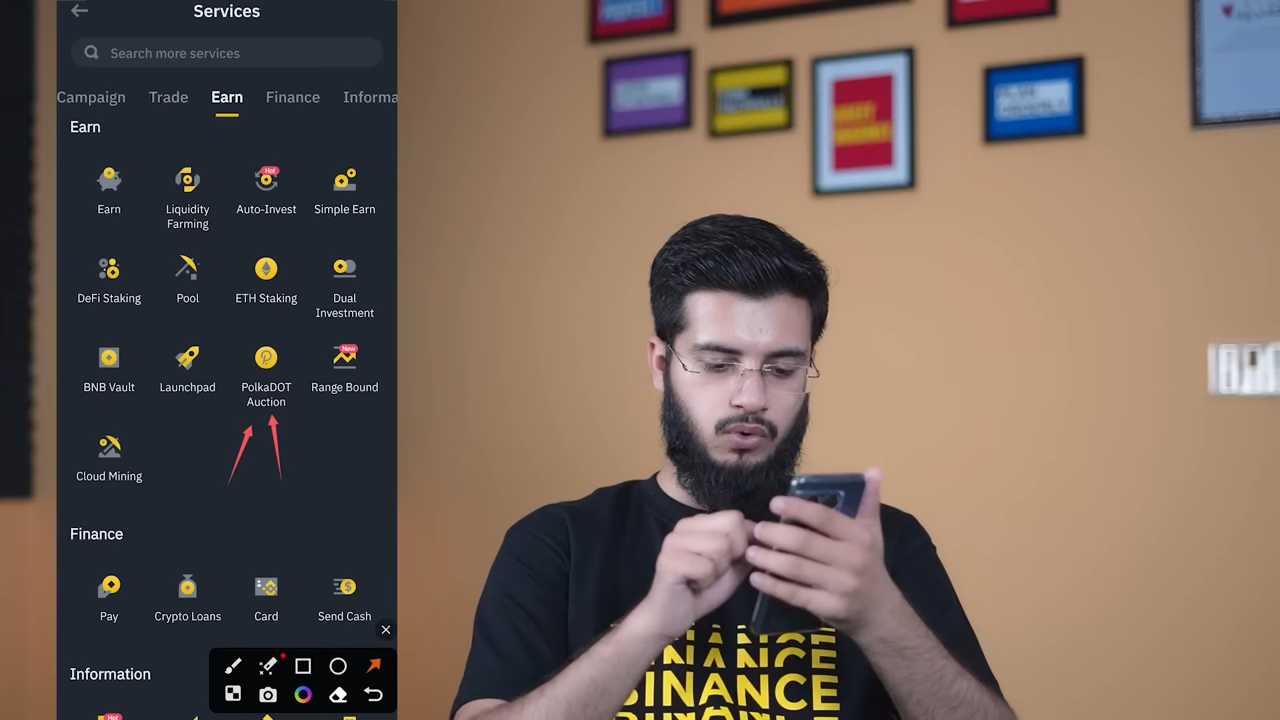 Services
Search more services
Campaign Trade Earn Finance Informa
Earn
Hot
Earn Liquidity Farming Auto-Invest Simple Earn
DeFi Staking Pool ETH Staking Dual Investment
New
BNB Vault Launchpad PolkaDOT Auction Range Bound
Cloud Mining
Finance
Pay Crypto Loans Card Send Cash
Information
Hot
BINANCE